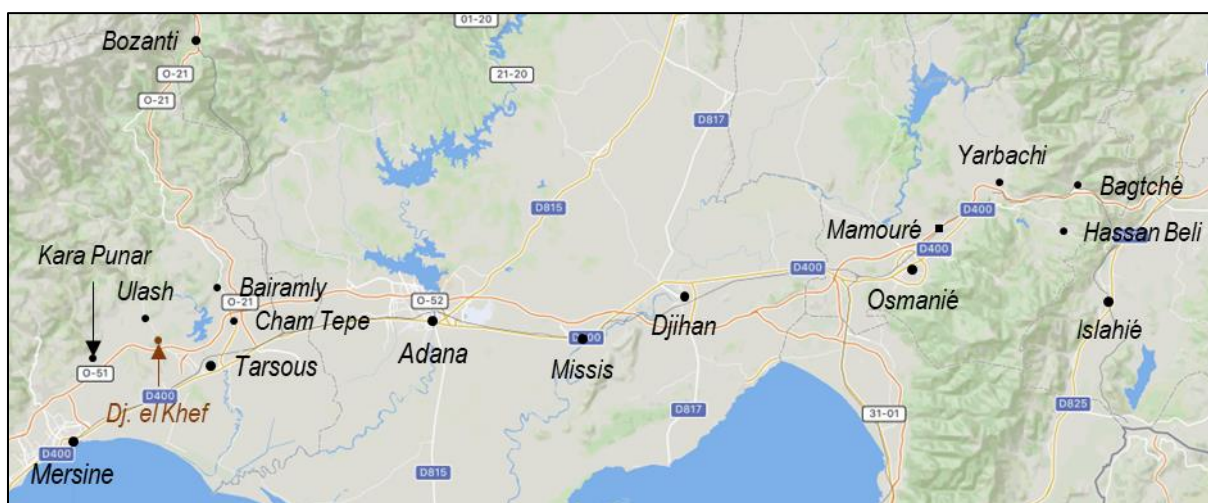 01-20
Bozanti
O-21
21-20
O-21
D817
Yarbachi
Bagtché
D815
D400
Mamouré
Hassan Beli
D400
Kara Punar
D400
Ulash
Bairamly
O-21
O-52
Osmanié
Cham Tepe
Djihan
Islahié
Adana
D400
Missis
O-51
Tarsous
D400
Dj. el Khef
D817
31-01
D825
D400
Mersine
D815